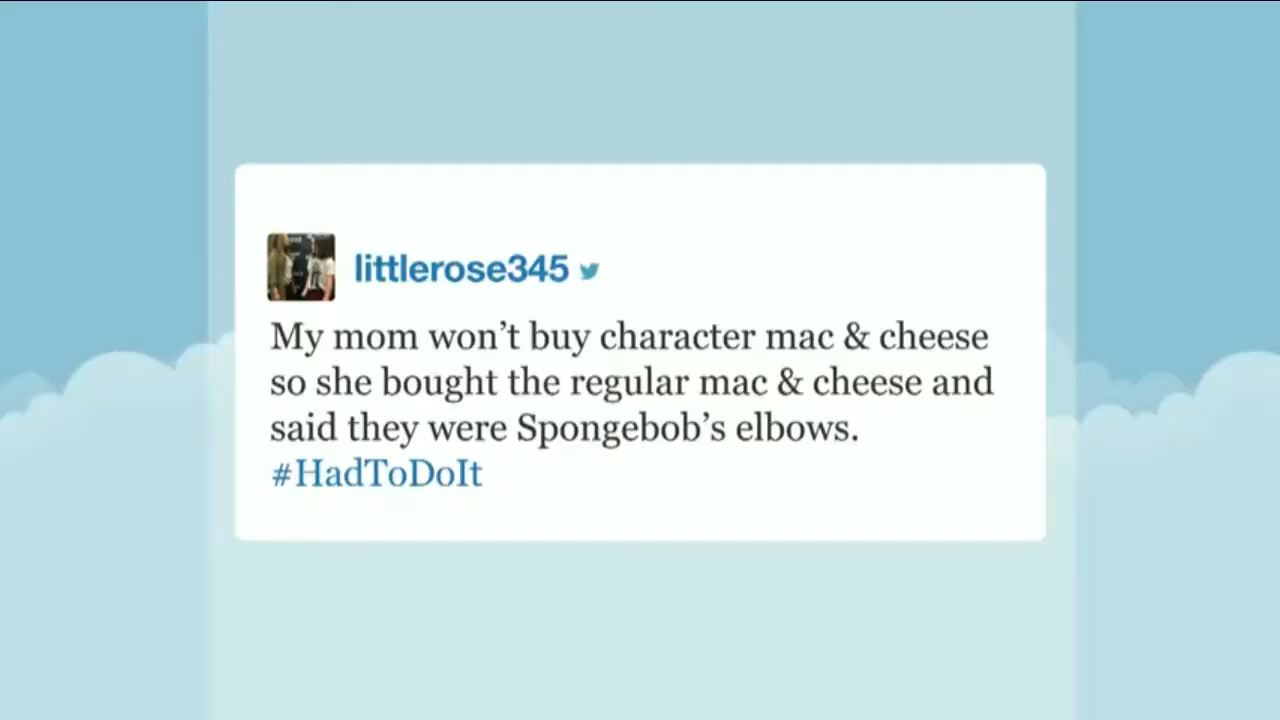 littlerose345
My mom won’t buy character mac & cheese
so she bought the regular mac & cheese and
said they were Spongebob’s elbows.
#HadToDoIt